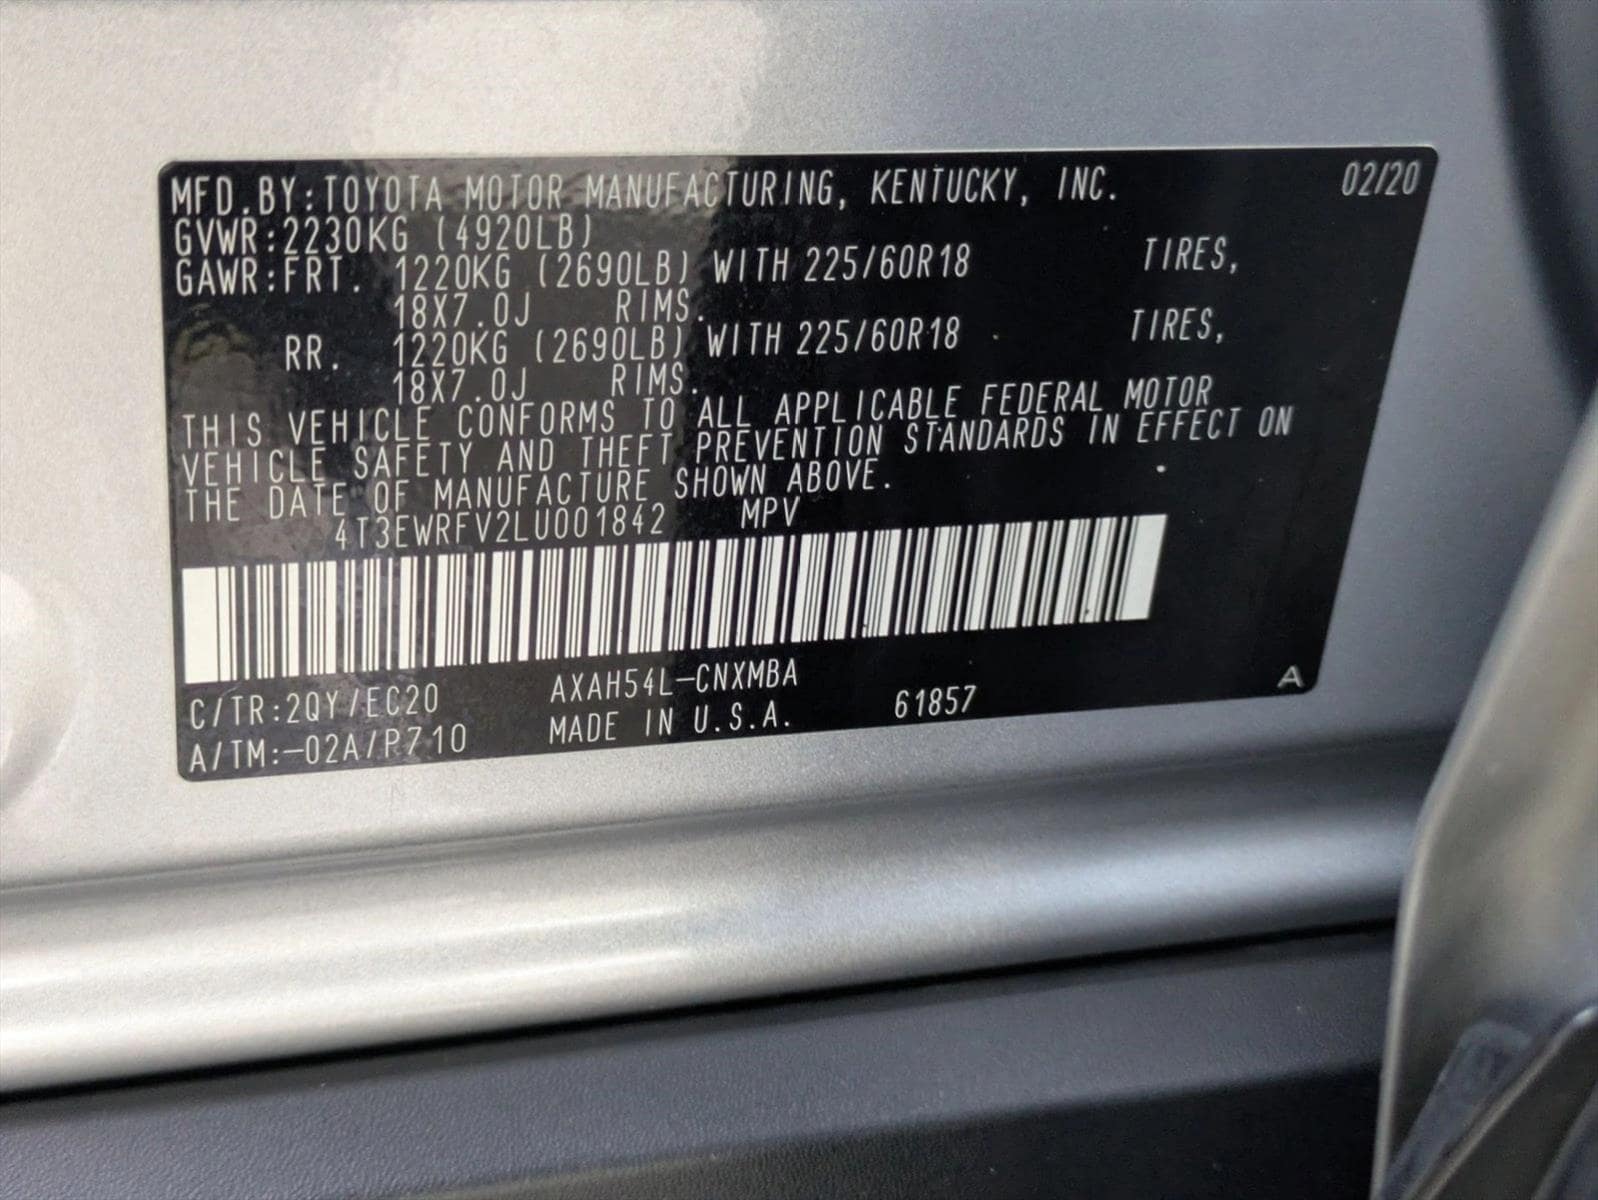 MFD.BY:TOYOTA MOTOR MANUFACTURING, KENTUCKY, INC. 02/20
GVWR:2230KG (4920LB)
GAWR:FRT. 1220KG (2690LB) WITH 225/60R18 TIRES,
18X7.0J RIMS.
RR. 1220KG (2690LB) WITH 225/60R18 TIRES,
18X7.0J RIMS.
THIS VEHICLE CONFORMS TO ALL APPLICABLE FEDERAL MOTOR
VEHICLE SAFETY AND THEFT PREVENTION STANDARDS IN EFFECT ON
THE DATE OF MANUFACTURE SHOWN ABOVE.
4T3EWRFV2LU001842 MPV
C/TR:2QY/EC20 AXAH54L-CNXMBA A
A/TM:-02A/P710 MADE IN U.S.A. 61857